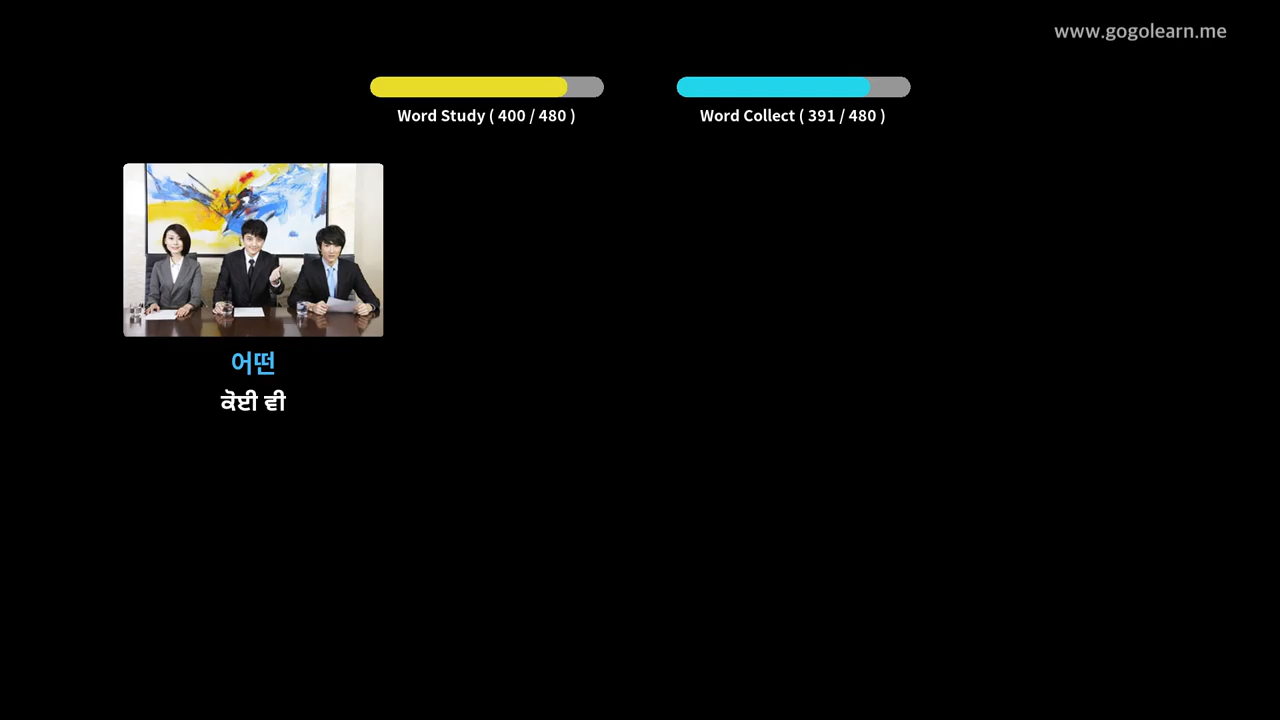 www.gogolearn.me
Word Study ( 400 / 480 )
Word Collect ( 391 / 480 )
어떤
ਕੋਈ ਵੀ